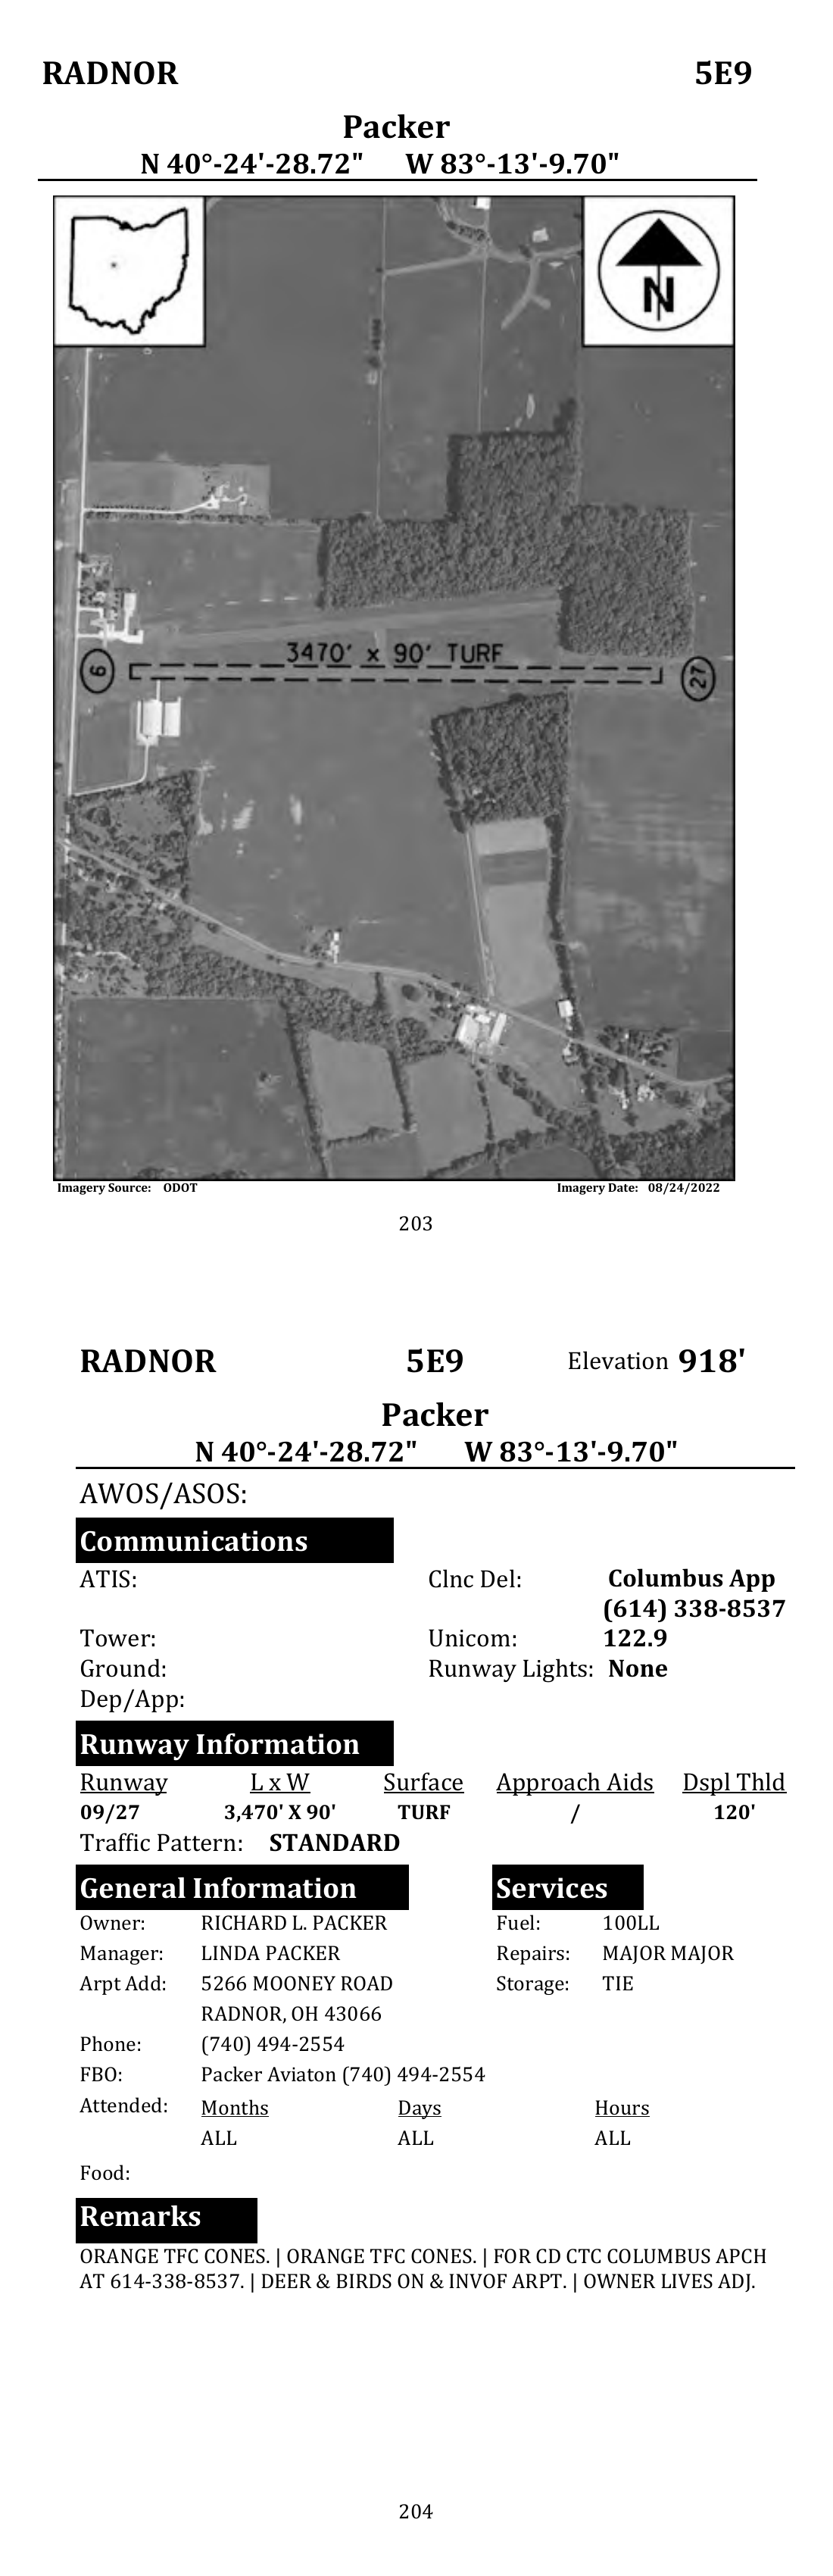 RADNOR 5E9
Packer
N 40°-24'-28.72" W 83°-13'-9.70"
N
3470' x 90' TURF
9 27
Imagery Source: ODOT Imagery Date: 08/24/2022
203
RADNOR 5E9 Elevation 918'
Packer
N 40°-24'-28.72" W 83°-13'-9.70"
AWOS/ASOS:
Communications
ATIS: Clnc Del: Columbus App
(614) 338-8537
Tower: Unicom: 122.9
Ground: Runway Lights: None
Dep/App:
Runway Information
Runway L x W Surface Approach Aids Dspl Thld
09/27 3,470' X 90' TURF / 120'
Traffic Pattern: STANDARD
General Information Services
Owner: RICHARD L. PACKER Fuel: 100LL
Manager: LINDA PACKER Repairs: MAJOR MAJOR
Arpt Add: 5266 MOONEY ROAD Storage: TIE
RADNOR, OH 43066
Phone: (740) 494-2554
FBO: Packer Aviaton (740) 494-2554
Attended: Months Days Hours
ALL ALL ALL
Food:
Remarks
ORANGE TFC CONES. | ORANGE TFC CONES. | FOR CD CTC COLUMBUS APCH
AT 614-338-8537. | DEER & BIRDS ON & INVOF ARPT. | OWNER LIVES ADJ.
204